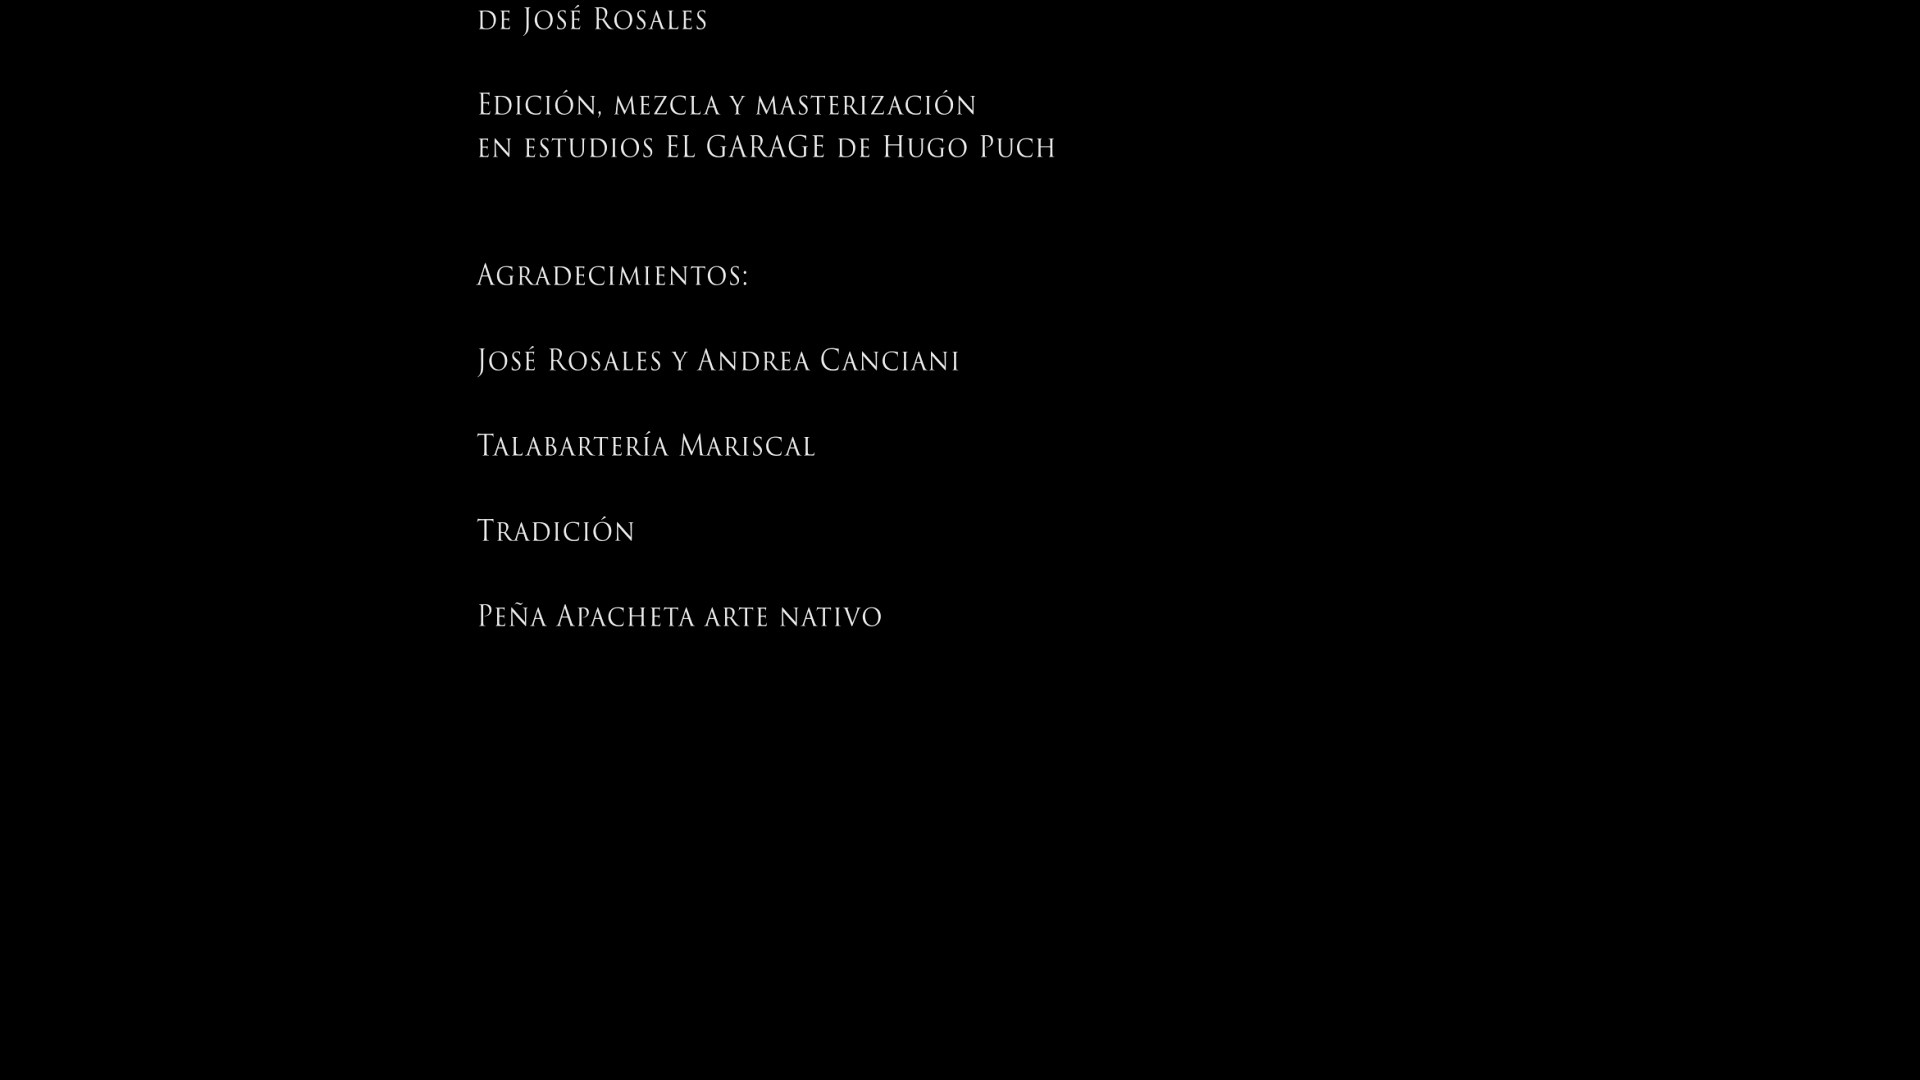 de José Rosales
Edición, mezcla y masterización
en estudios EL GARAGE de Hugo Puch
Agradecimientos:
José Rosales y Andrea Canciani
Talabartería Mariscal
Tradición
Peña Apacheta arte nativo